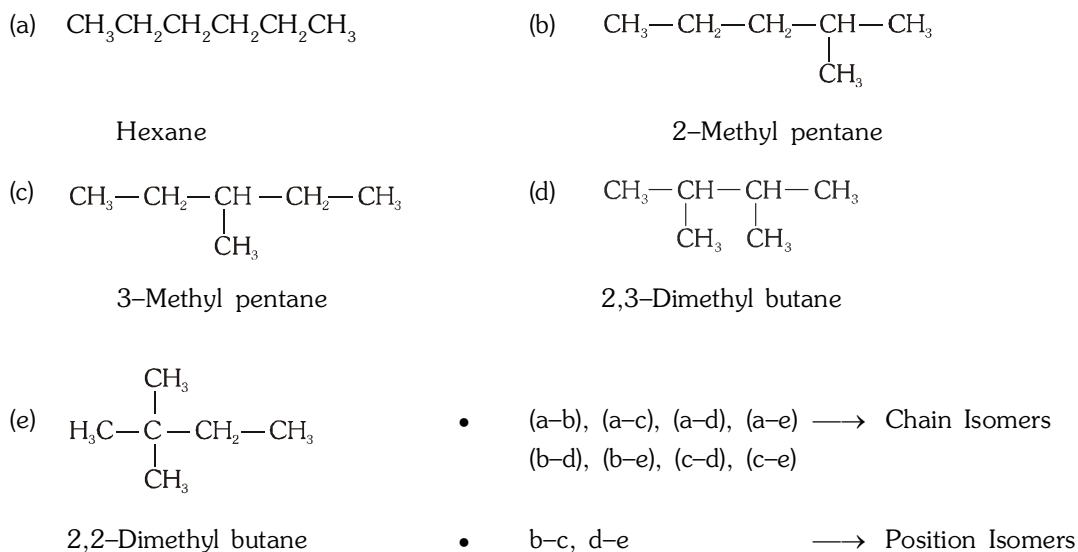 (a) CH₃CH₂CH₂CH₂CH₂CH₃
Hexane
(b) CH₃—CH₂—CH₂—CH—CH₃
CH₃
2–Methyl pentane
(c) CH₃—CH₂—CH—CH₂—CH₃
CH₃
3–Methyl pentane
(d) CH₃—CH—CH—CH₃
CH₃ CH₃
2,3–Dimethyl butane
CH₃
(e) H₃C—C—CH₂—CH₃
CH₃
2,2–Dimethyl butane
• (a–b), (a–c), (a–d), (a–e) ⟶ Chain Isomers
(b–d), (b–e), (c–d), (c–e)
• b–c, d–e ⟶ Position Isomers